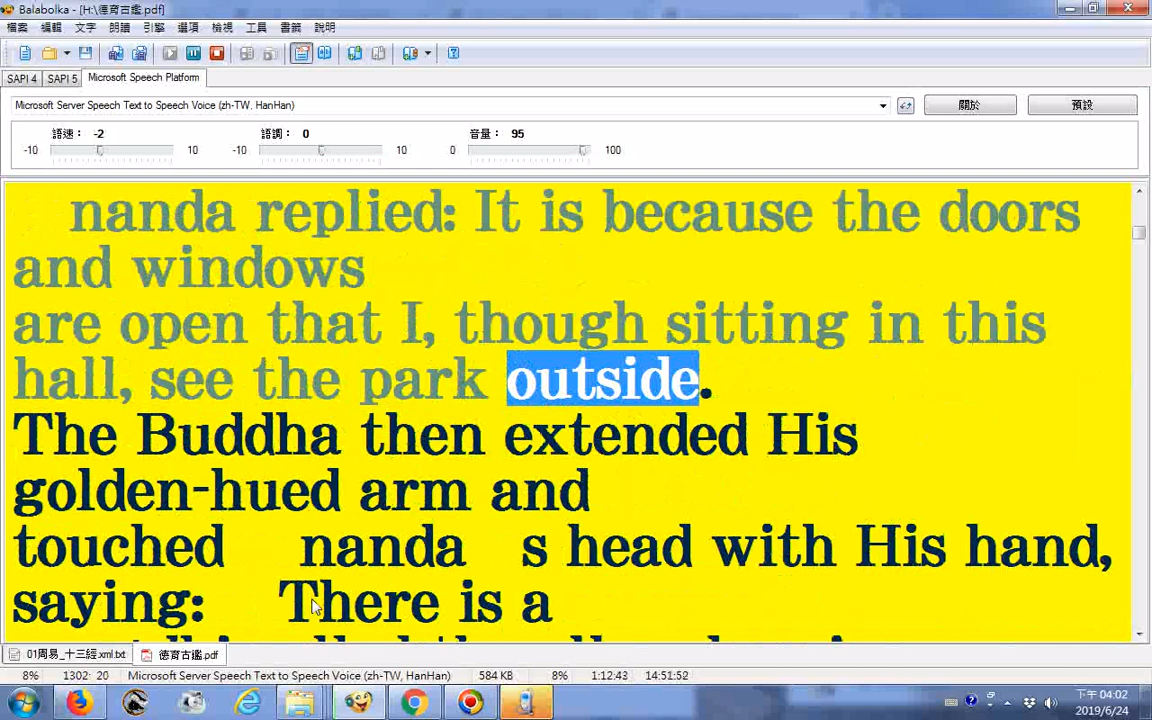 Balabolka - [H:\德育古鑑.pdf]
檔案 編輯 文字 朗讀 引擎 選項 檢視 工具 書籤 說明
SAPI 4 SAPI 5 Microsoft Speech Platform
Microsoft Server Speech Text to Speech Voice (zh-TW, HanHan) 關於 預設
語速： -2 語調： 0 音量： 95
-10 10 -10 10 0 100
nanda replied: It is because the doors
and windows
are open that I, though sitting in this
hall, see the park outside.
The Buddha then extended His
golden-hued arm and
touched nanda s head with His hand,
saying: There is a
01周易_十三經.xml.txt 德育古鑑.pdf
8% 1302: 20 Microsoft Server Speech Text to Speech Voice (zh-TW, HanHan) 584 KB 8% 1:12:43 14:51:52
下午 04:02
2019/6/24